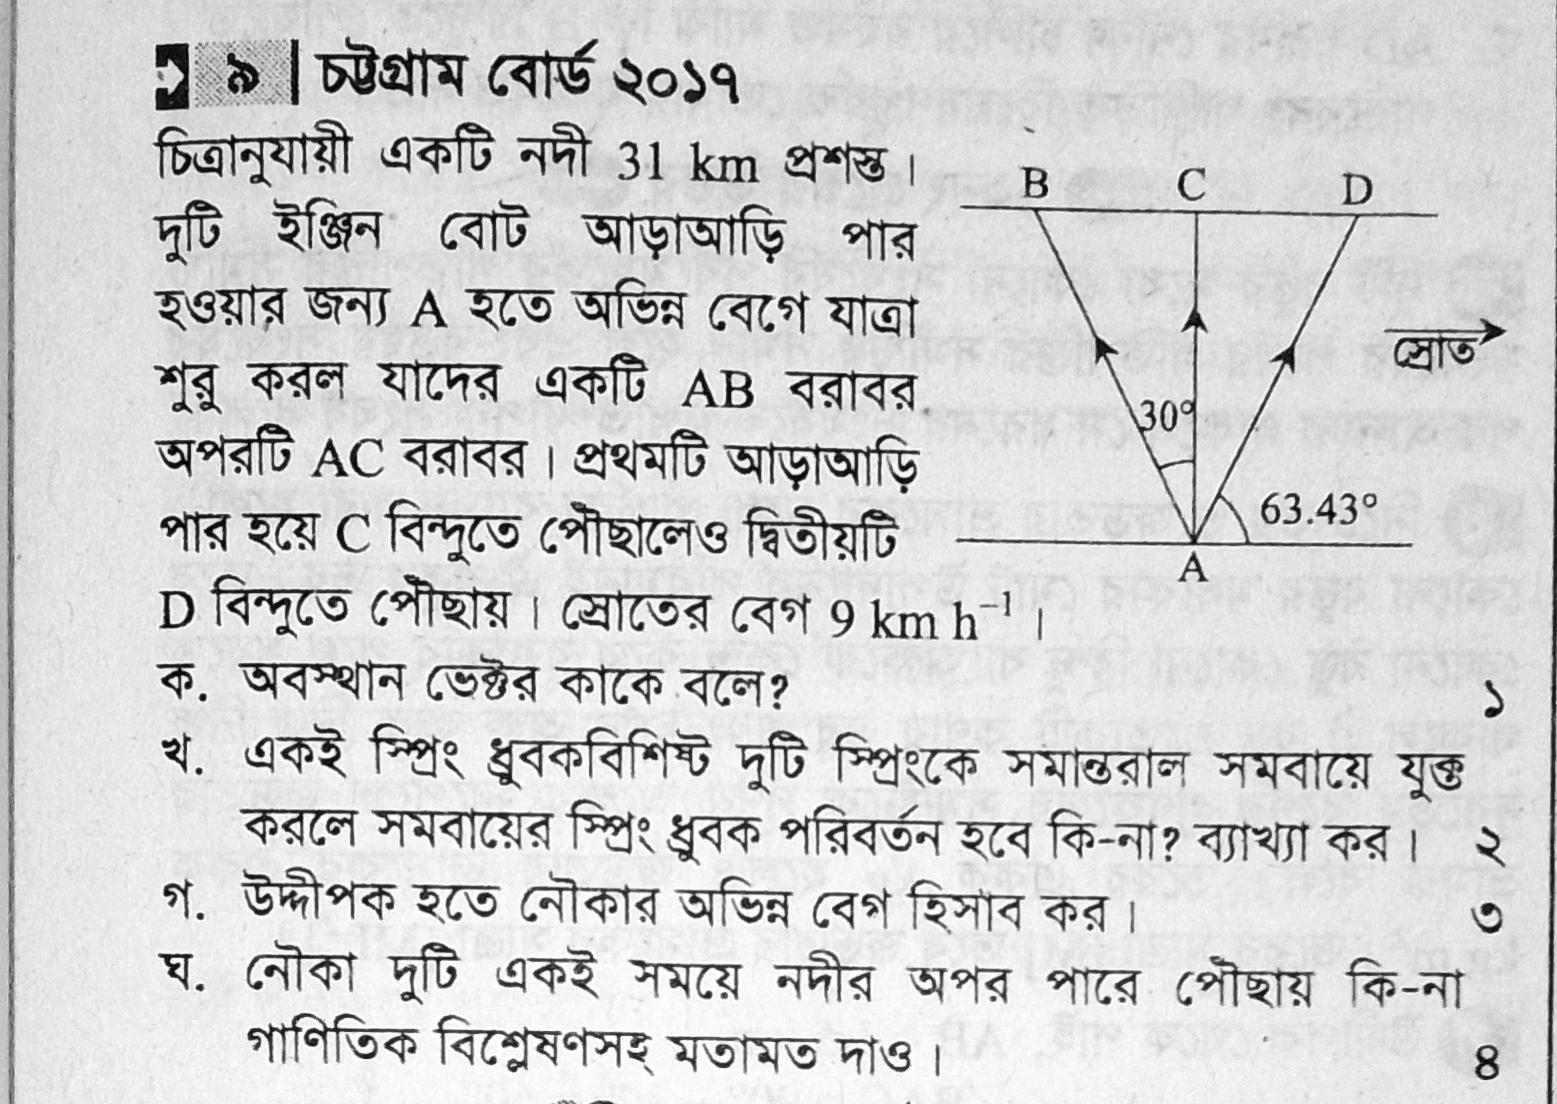 ৯ | চট্টগ্রাম বোর্ড ২০১৭
চিত্রানুযায়ী একটি নদী 31 km প্রশস্ত।
দুটি ইঞ্জিন বোট আড়াআড়ি পার
হওয়ার জন্য A হতে অভিন্ন বেগে যাত্রা
শুরু করল যাদের একটি AB বরাবর
অপরটি AC বরাবর। প্রথমটি আড়াআড়ি
পার হয়ে C বিন্দুতে পৌঁছালেও দ্বিতীয়টি
D বিন্দুতে পৌঁছায়। স্রোতের বেগ 9 km h⁻¹।
B C D
স্রোত
30°
63.43°
A
ক. অবস্থান ভেক্টর কাকে বলে? ১
খ. একই স্প্রিং ধ্রুবকবিশিষ্ট দুটি স্প্রিংকে সমান্তরাল সমবায়ে যুক্ত
করলে সমবায়ের স্প্রিং ধ্রুবক পরিবর্তন হবে কি-না? ব্যাখ্যা কর। ২
গ. উদ্দীপক হতে নৌকার অভিন্ন বেগ হিসাব কর। ৩
ঘ. নৌকা দুটি একই সময়ে নদীর অপর পারে পৌঁছায় কি-না
গাণিতিক বিশ্লেষণসহ মতামত দাও। ৪